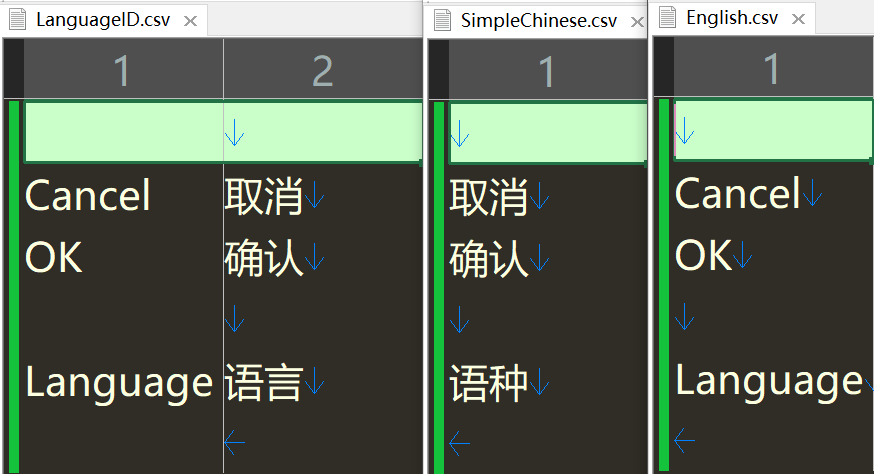 LanguageID.csv
1 2
Cancel 取消
OK 确认
Language 语言
SimpleChinese.csv
1
取消
确认
语种
English.csv
1
Cancel
OK
Language